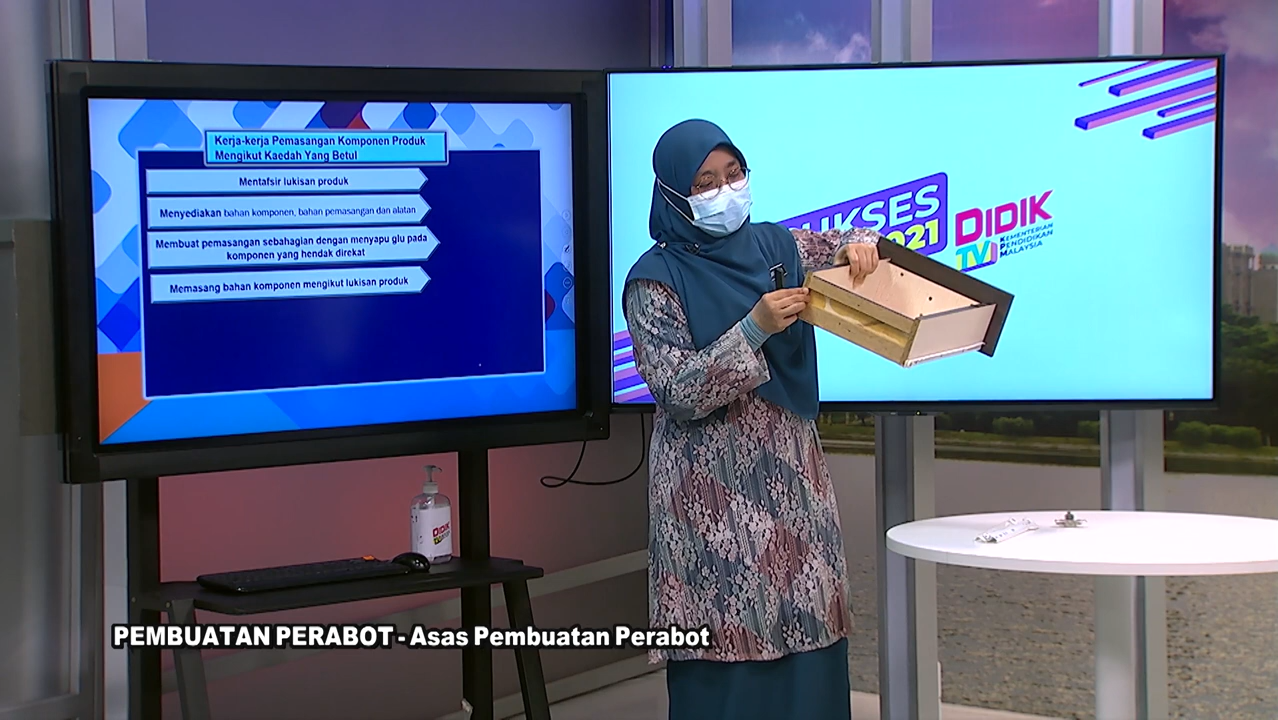 Kerja-kerja Pemasangan Komponen Produk
Mengikut Kaedah Yang Betul
Mentafsir lukisan produk
Menyediakan bahan komponen, bahan pemasangan dan alatan
Membuat pemasangan sebahagian dengan menyapu glu pada
komponen yang hendak direkat
Memasang bahan komponen mengikut lukisan produk
DIDIK
TV
KEMENTERIAN
PENDIDIKAN
MALAYSIA
DIDIK
PEMBUATAN PERABOT - Asas Pembuatan Perabot